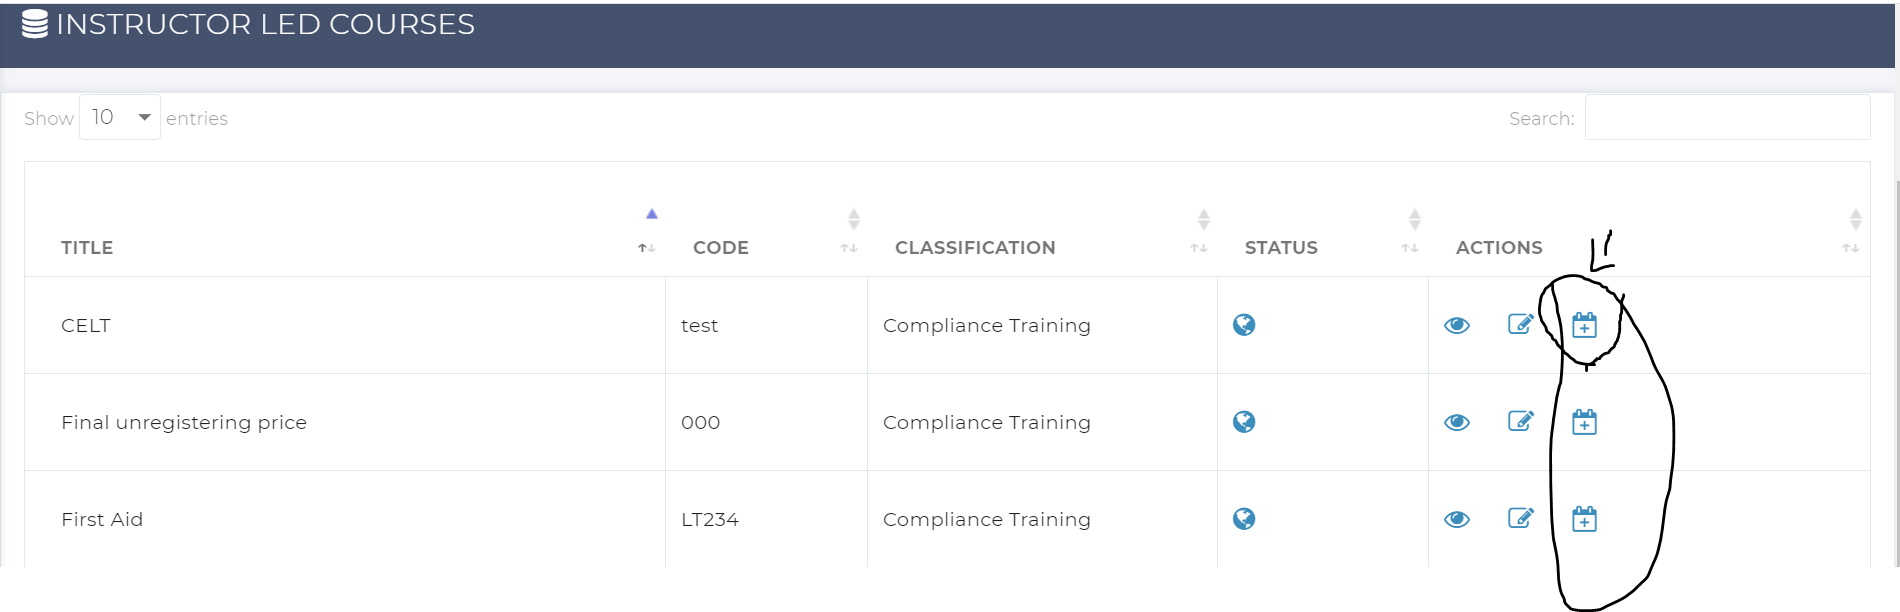 INSTRUCTOR LED COURSES
Show 10 entries
Search:
TITLE CODE CLASSIFICATION STATUS ACTIONS
CELT test Compliance Training
Final unregistering price 000 Compliance Training
First Aid LT234 Compliance Training